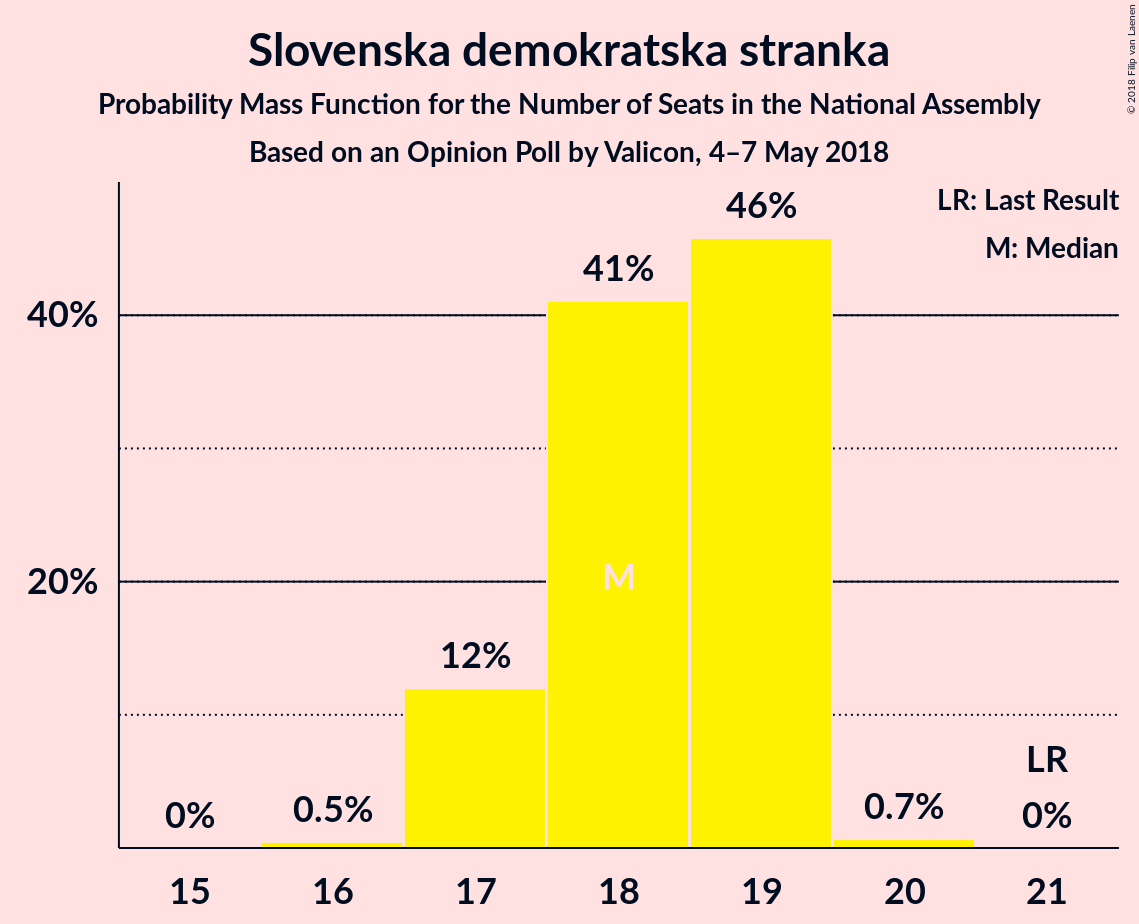 Slovenska demokratska stranka
Probability Mass Function for the Number of Seats in the National Assembly
Based on an Opinion Poll by Valicon, 4–7 May 2018
© 2018 Filip van Laenen
LR: Last Result
M: Median
40%
20%
0%
0.5%
12%
41%
M
46%
0.7%
LR
0%
15 16 17 18 19 20 21